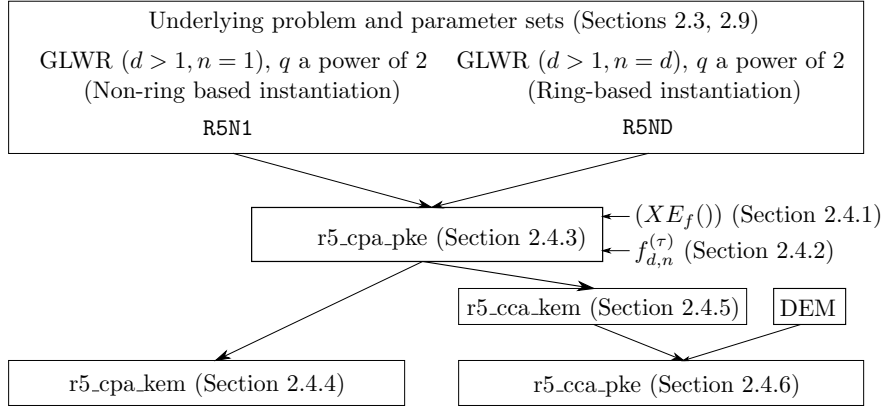 Underlying problem and parameter sets (Sections 2.3, 2.9)
GLWR (d > 1, n = 1), q a power of 2 GLWR (d > 1, n = d), q a power of 2
(Non-ring based instantiation) (Ring-based instantiation)
R5N1 R5ND
(XE_f()) (Section 2.4.1)
r5_cpa_pke (Section 2.4.3)
f_{d,n}^{(τ)} (Section 2.4.2)
r5_cca_kem (Section 2.4.5) DEM
r5_cpa_kem (Section 2.4.4) r5_cca_pke (Section 2.4.6)